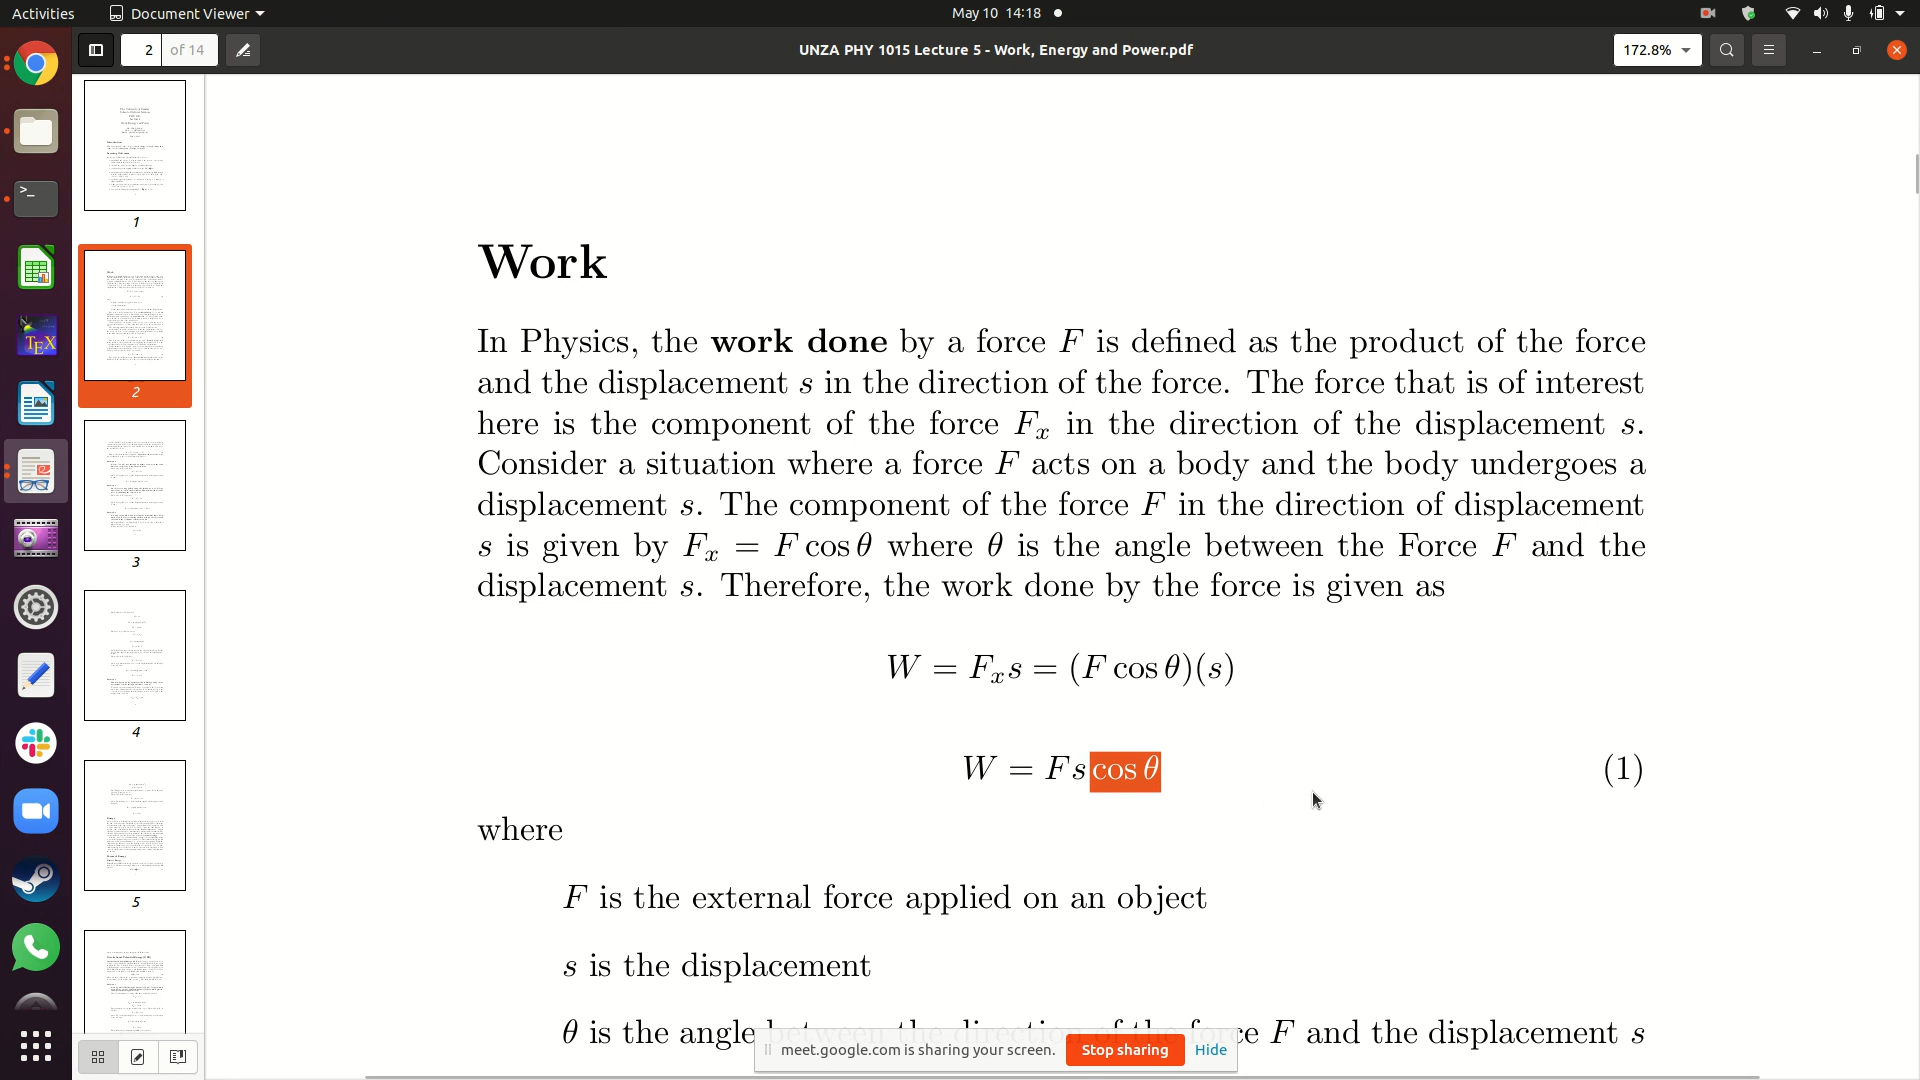 Activities
Document Viewer
May 10 14:18
2 of 14
UNZA PHY 1015 Lecture 5 - Work, Energy and Power.pdf
172.8%
1
2
3
4
5
Work
In Physics, the work done by a force F is defined as the product of the force
and the displacement s in the direction of the force. The force that is of interest
here is the component of the force Fₓ in the direction of the displacement s.
Consider a situation where a force F acts on a body and the body undergoes a
displacement s. The component of the force F in the direction of displacement
s is given by Fₓ = F cos θ where θ is the angle between the Force F and the
displacement s. Therefore, the work done by the force is given as
W = Fₓs = (F cos θ)(s)
W = Fs cos θ (1)
where
F is the external force applied on an object
s is the displacement
θ is the angle between the direction of the force F and the displacement s
meet.google.com is sharing your screen.
Stop sharing
Hide